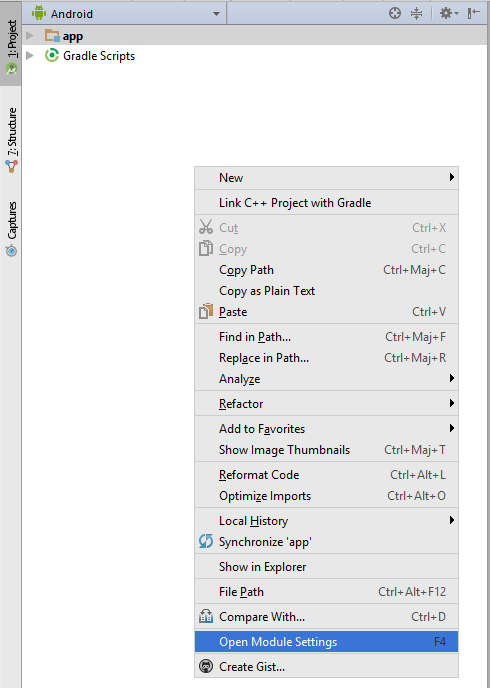 Android
app
Gradle Scripts
1: Project
7: Structure
Captures
New
Link C++ Project with Gradle
Cut Ctrl+X
Copy Ctrl+C
Copy Path Ctrl+Maj+C
Copy as Plain Text
Paste Ctrl+V
Find in Path... Ctrl+Maj+F
Replace in Path... Ctrl+Maj+R
Analyze
Refactor
Add to Favorites
Show Image Thumbnails Ctrl+Maj+T
Reformat Code Ctrl+Alt+L
Optimize Imports Ctrl+Alt+O
Local History
Synchronize 'app'
Show in Explorer
File Path Ctrl+Alt+F12
Compare With... Ctrl+D
Open Module Settings F4
Create Gist...